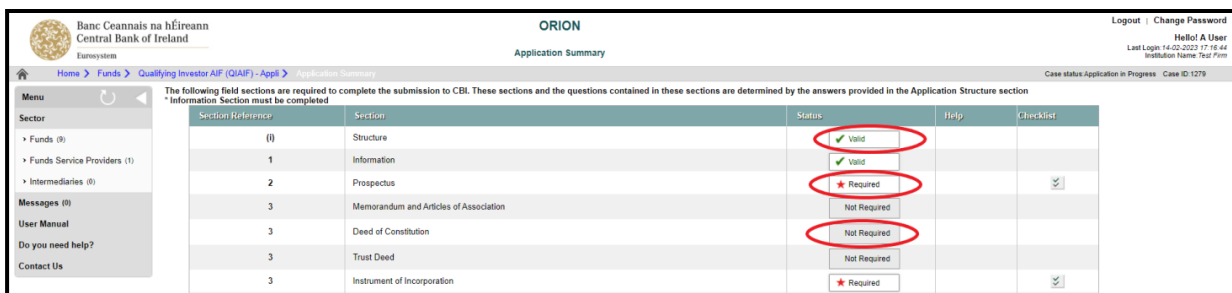 Banc Ceannais na hÉireann
Central Bank of Ireland
Eurosystem
ORION
Application Summary
Logout | Change Password
Hello! A User
Last Login:14-02-2023 17:16:44
Institution Name:Test Firm
Home > Funds > Qualifying Investor AIF (QIAIF) - Appli > Application Summary
Case status:Application in Progress Case ID:1279
Menu
Sector
Funds (9)
Funds Service Providers (1)
Intermediaries (0)
Messages (0)
User Manual
Do you need help?
Contact Us
The following field sections are required to complete the submission to CBI. These sections and the questions contained in these sections are determined by the answers provided in the Application Structure section
* Information Section must be completed
Section Reference Section Status Help Checklist
(i) Structure Valid
1 Information Valid
2 Prospectus Required
3 Memorandum and Articles of Association Not Required
3 Deed of Constitution Not Required
3 Trust Deed Not Required
3 Instrument of Incorporation Required